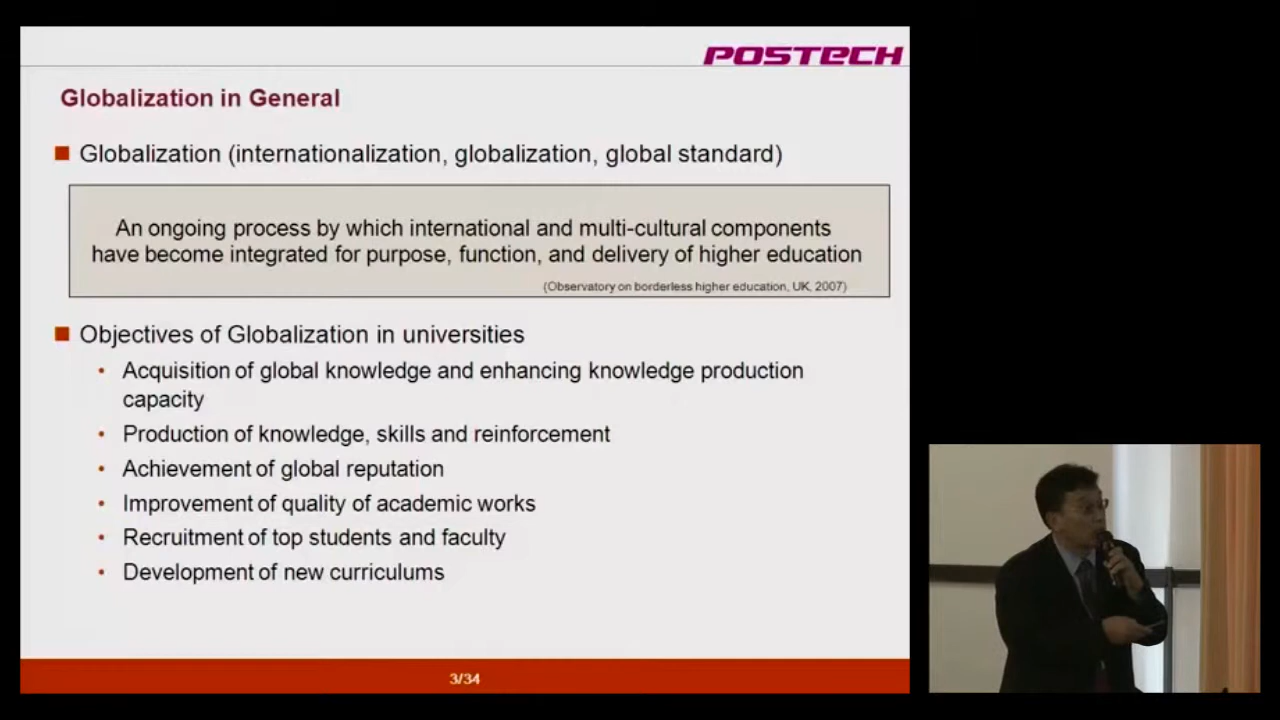 POSTECH
Globalization in General
Globalization (internationalization, globalization, global standard)
An ongoing process by which international and multi-cultural components
have become integrated for purpose, function, and delivery of higher education
(Observatory on borderless higher education, UK, 2007)
Objectives of Globalization in universities
• Acquisition of global knowledge and enhancing knowledge production
capacity
• Production of knowledge, skills and reinforcement
• Achievement of global reputation
• Improvement of quality of academic works
• Recruitment of top students and faculty
• Development of new curriculums
3/34